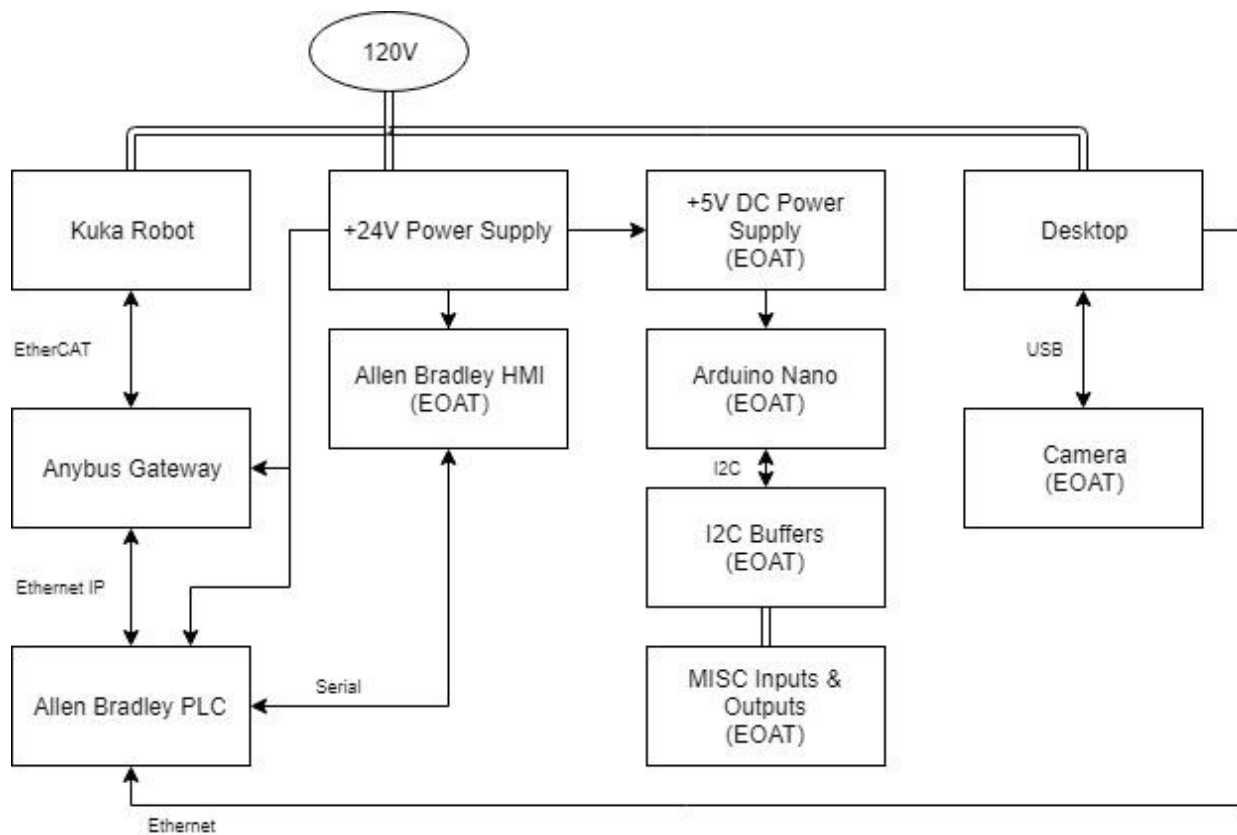 120V
Kuka Robot
+24V Power Supply
+5V DC Power
Supply
(EOAT)
Desktop
EtherCAT
Allen Bradley HMI
(EOAT)
Arduino Nano
(EOAT)
USB
Anybus Gateway
I2C
Camera
(EOAT)
I2C Buffers
(EOAT)
Ethernet IP
Allen Bradley PLC
Serial
MISC Inputs &
Outputs
(EOAT)
Ethernet